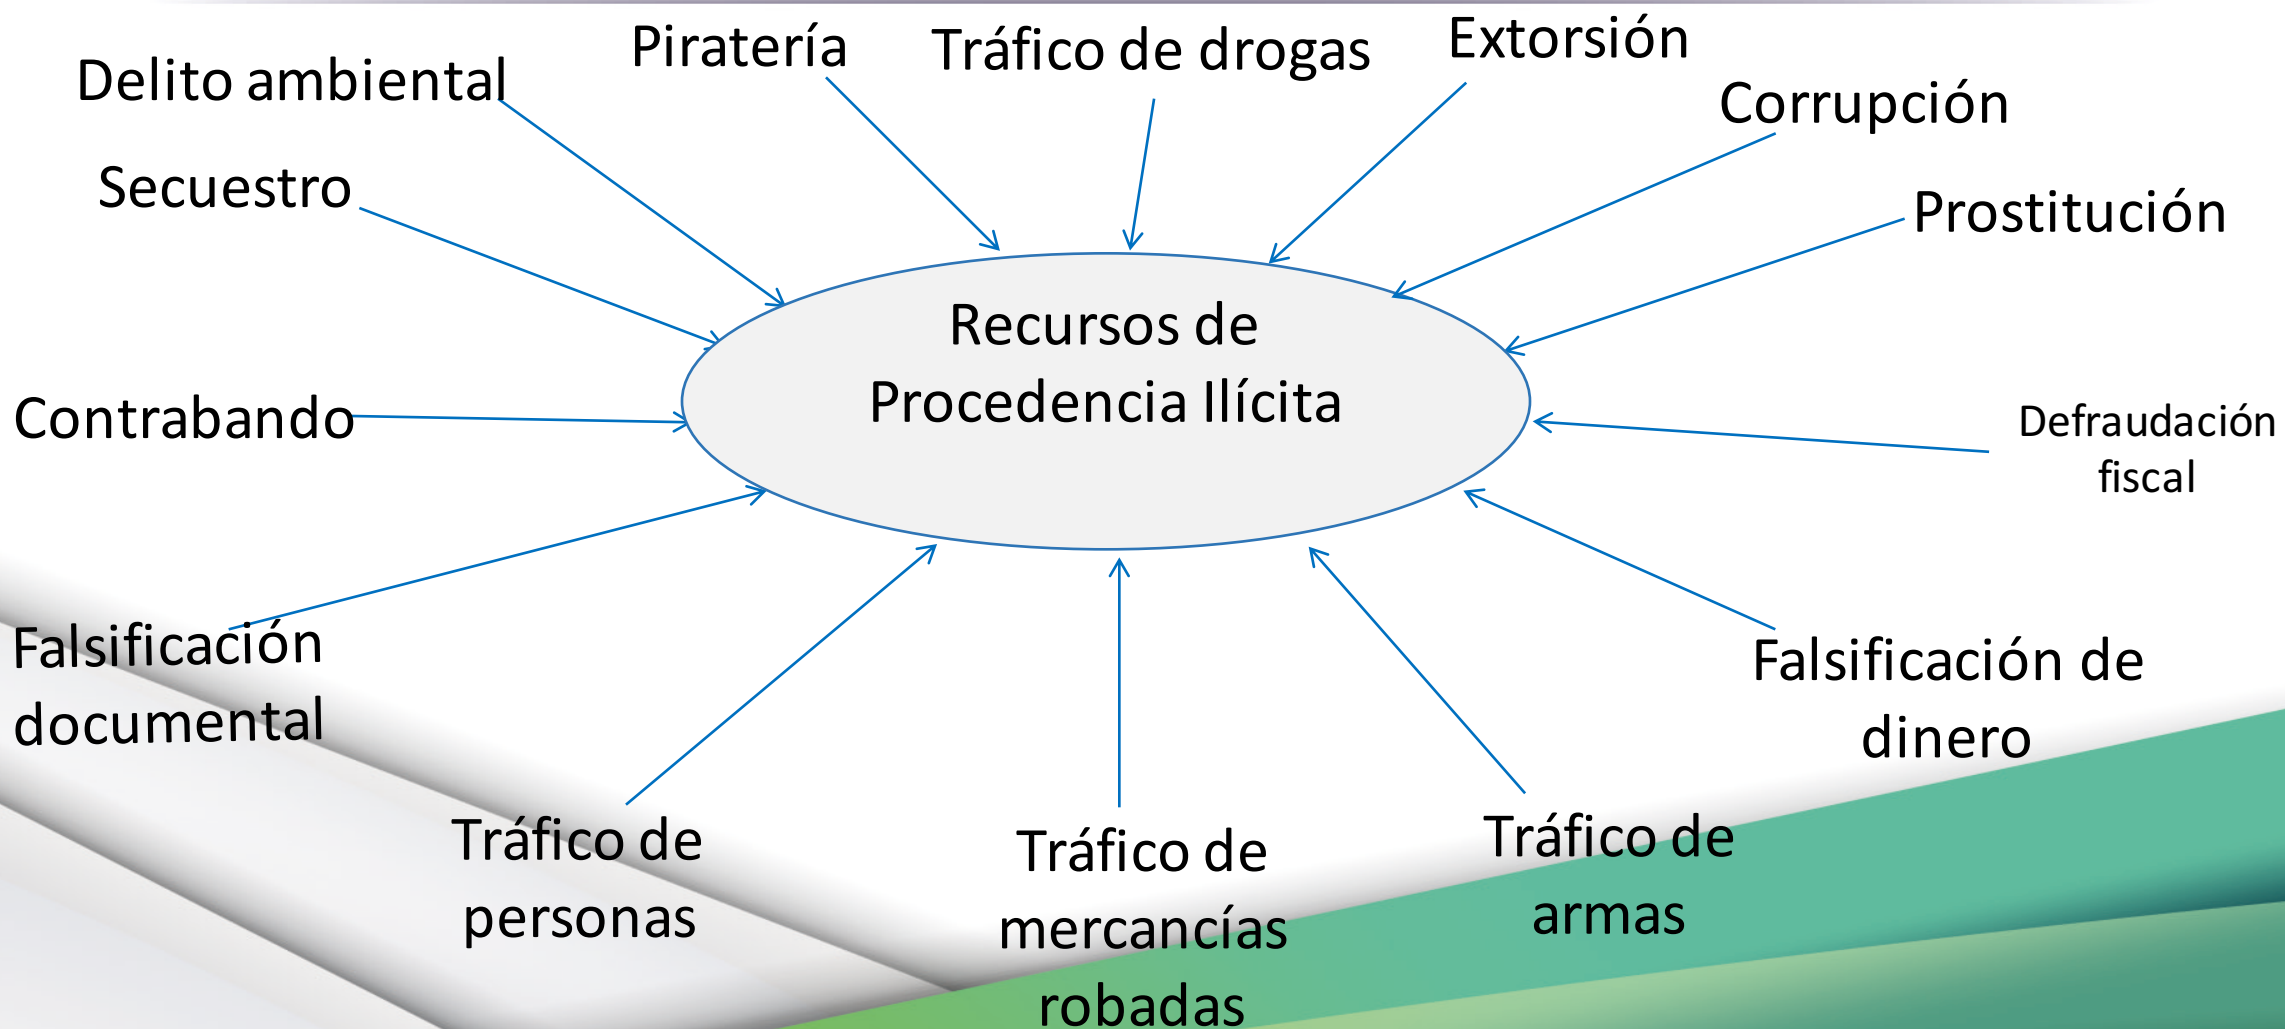 Piratería
Tráfico de drogas
Extorsión
Delito ambiental
Corrupción
Secuestro
Prostitución
Recursos de
Procedencia Ilícita
Contrabando
Defraudación
fiscal
Falsificación
documental
Falsificación de
dinero
Tráfico de
personas
Tráfico de
mercancías
robadas
Tráfico de
armas